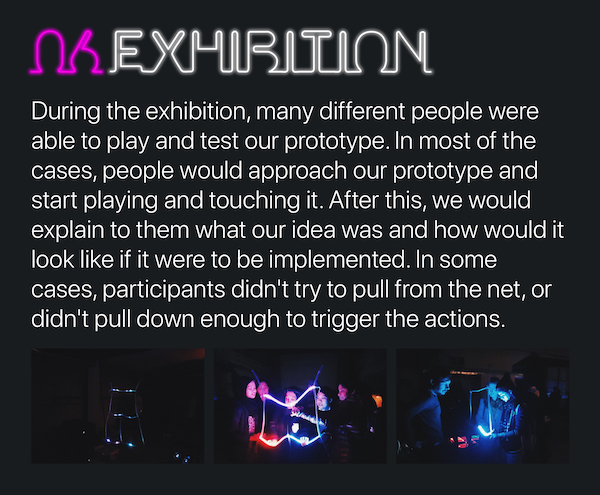 06 EXHIBITION
During the exhibition, many different people were
able to play and test our prototype. In most of the
cases, people would approach our prototype and
start playing and touching it. After this, we would
explain to them what our idea was and how would it
look like if it were to be implemented. In some
cases, participants didn't try to pull from the net, or
didn't pull down enough to trigger the actions.